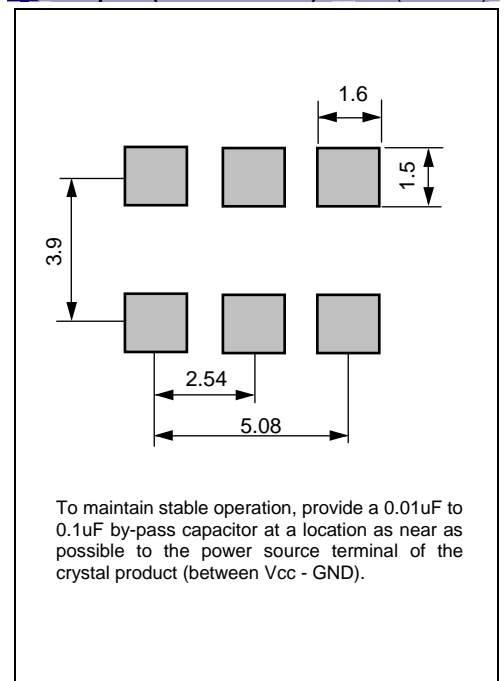 1.6
1.5
3.9
2.54
5.08
To maintain stable operation, provide a 0.01uF to
0.1uF by-pass capacitor at a location as near as
possible to the power source terminal of the
crystal product (between Vcc - GND).